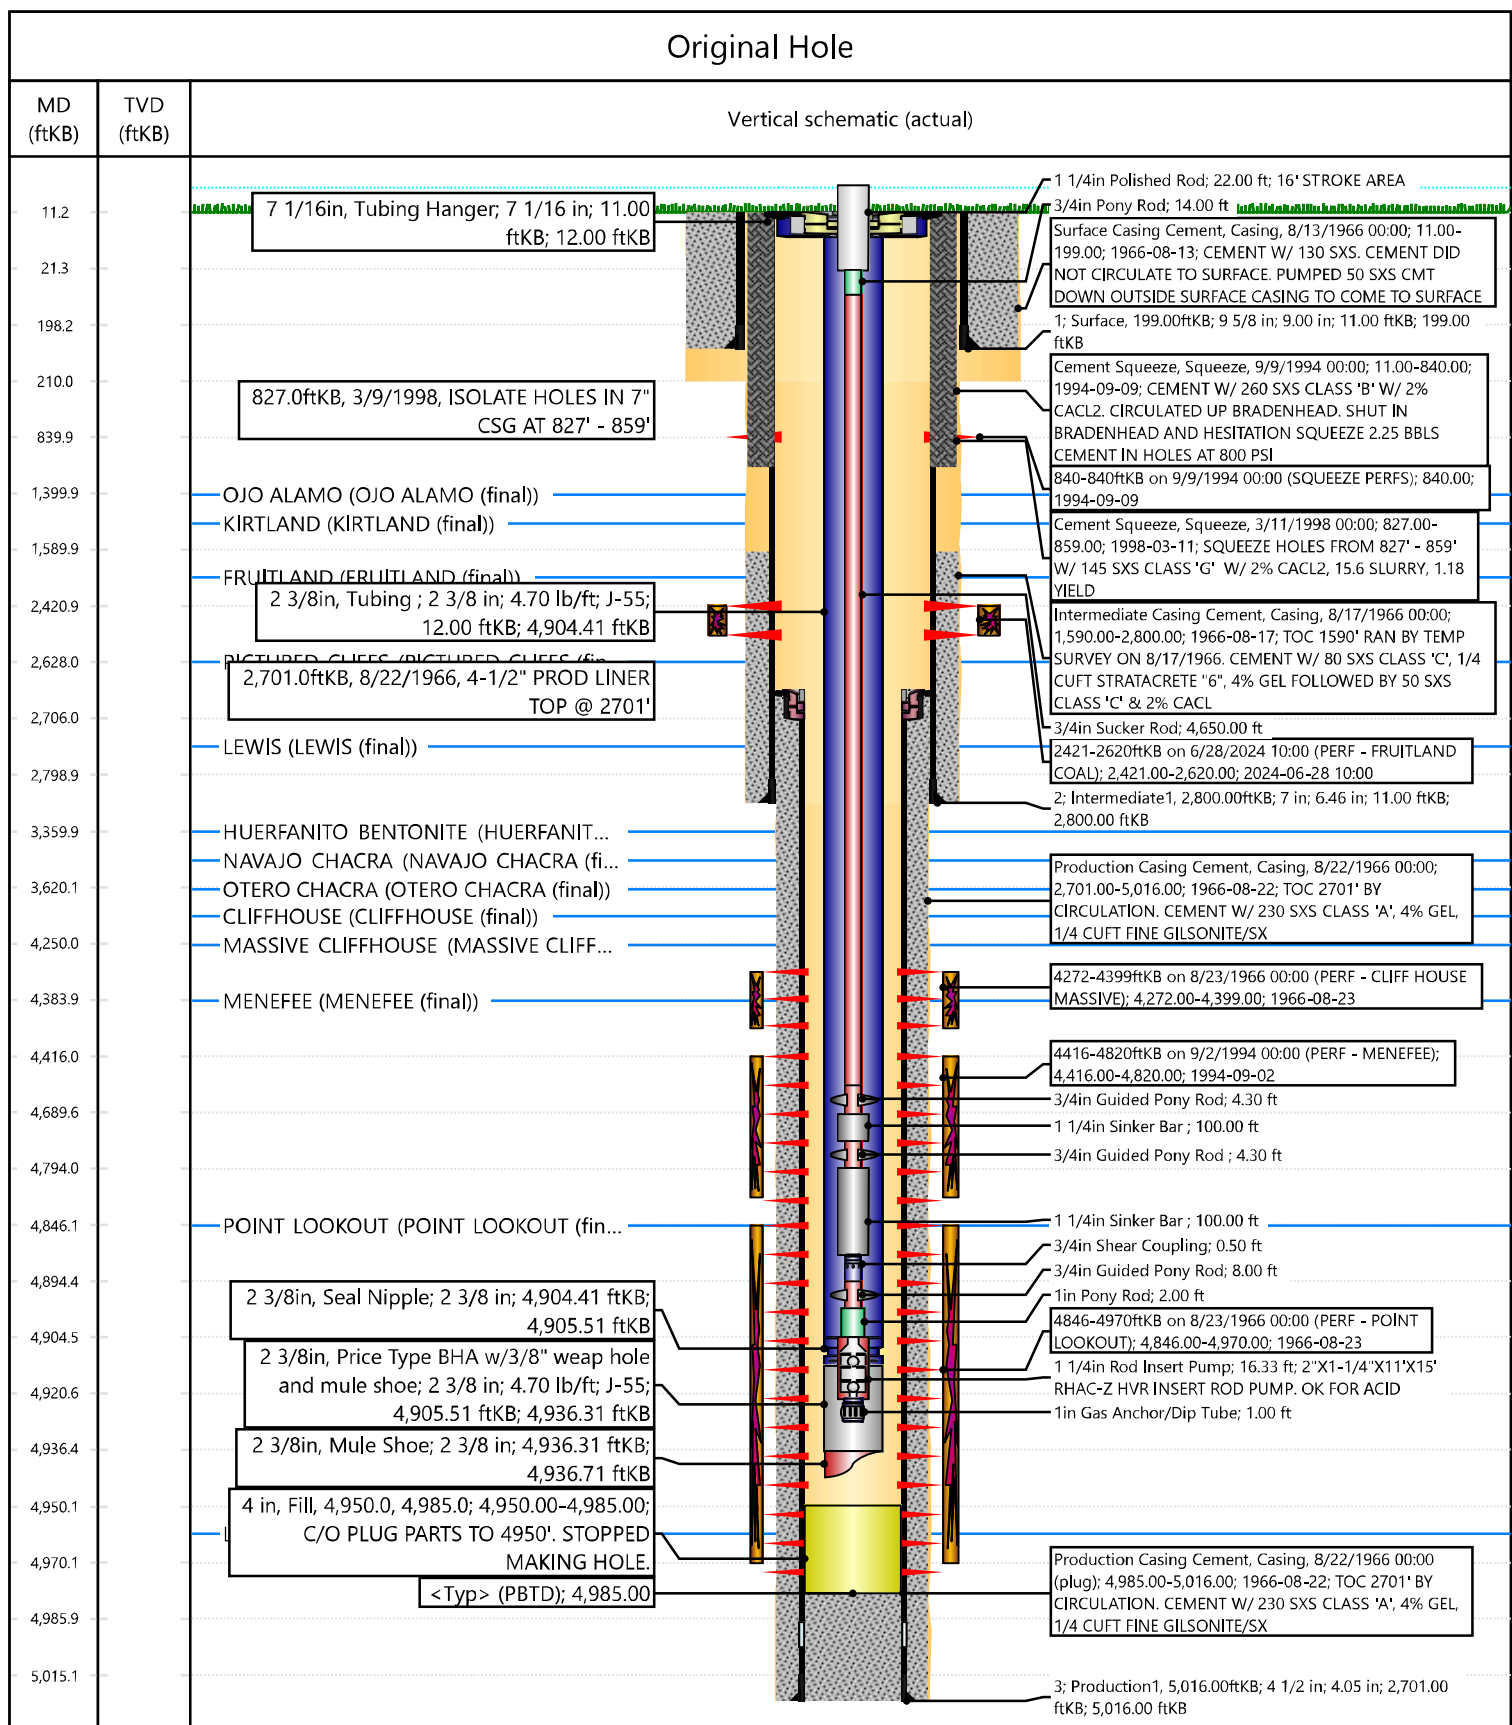 Original Hole
MD
(ftKB)
TVD
(ftKB)
Vertical schematic (actual)
11.2
21.3
198.2
210.0
839.9
1,399.9
1,589.9
2,420.9
2,628.0
2,706.0
2,798.9
3,359.9
3,620.1
4,250.0
4,383.9
4,416.0
4,689.6
4,794.0
4,846.1
4,894.4
4,904.5
4,920.6
4,936.4
4,950.1
4,970.1
4,985.9
5,015.1
7 1/16in, Tubing Hanger; 7 1/16 in; 11.00
ftKB; 12.00 ftKB
827.0ftKB, 3/9/1998, ISOLATE HOLES IN 7"
CSG AT 827' - 859'
OJO ALAMO (OJO ALAMO (final))
KIRTLAND (KIRTLAND (final))
FRUITLAND (FRUITLAND (final))
2 3/8in, Tubing ; 2 3/8 in; 4.70 lb/ft; J-55;
12.00 ftKB; 4,904.41 ftKB
PICTURED CLIFFS (PICTURED CLIFFS (fin...
2,701.0ftKB, 8/22/1966, 4-1/2" PROD LINER
TOP @ 2701'
LEWIS (LEWIS (final))
HUERFANITO BENTONITE (HUERFANIT...
NAVAJO CHACRA (NAVAJO CHACRA (fi...
OTERO CHACRA (OTERO CHACRA (final))
CLIFFHOUSE (CLIFFHOUSE (final))
MASSIVE CLIFFHOUSE (MASSIVE CLIFF...
MENEFEE (MENEFEE (final))
POINT LOOKOUT (POINT LOOKOUT (fin...
2 3/8in, Seal Nipple; 2 3/8 in; 4,904.41 ftKB;
4,905.51 ftKB
2 3/8in, Price Type BHA w/3/8" weap hole
and mule shoe; 2 3/8 in; 4.70 lb/ft; J-55;
4,905.51 ftKB; 4,936.31 ftKB
2 3/8in, Mule Shoe; 2 3/8 in; 4,936.31 ftKB;
4,936.71 ftKB
4 in, Fill, 4,950.0, 4,985.0; 4,950.00-4,985.00;
C/O PLUG PARTS TO 4950'. STOPPED
MAKING HOLE.
<Typ> (PBTD); 4,985.00
1 1/4in Polished Rod; 22.00 ft; 16' STROKE AREA
3/4in Pony Rod; 14.00 ft
Surface Casing Cement, Casing, 8/13/1966 00:00; 11.00-
199.00; 1966-08-13; CEMENT W/ 130 SXS. CEMENT DID
NOT CIRCULATE TO SURFACE. PUMPED 50 SXS CMT
DOWN OUTSIDE SURFACE CASING TO COME TO SURFACE
1; Surface, 199.00ftKB; 9 5/8 in; 9.00 in; 11.00 ftKB; 199.00
ftKB
Cement Squeeze, Squeeze, 9/9/1994 00:00; 11.00-840.00;
1994-09-09; CEMENT W/ 260 SXS CLASS 'B' W/ 2%
CACL2. CIRCULATED UP BRADENHEAD. SHUT IN
BRADENHEAD AND HESITATION SQUEEZE 2.25 BBLS
CEMENT IN HOLES AT 800 PSI
840-840ftKB on 9/9/1994 00:00 (SQUEEZE PERFS); 840.00;
1994-09-09
Cement Squeeze, Squeeze, 3/11/1998 00:00; 827.00-
859.00; 1998-03-11; SQUEEZE HOLES FROM 827' - 859'
W/ 145 SXS CLASS 'G' W/ 2% CACL2, 15.6 SLURRY, 1.18
YIELD
Intermediate Casing Cement, Casing, 8/17/1966 00:00;
1,590.00-2,800.00; 1966-08-17; TOC 1590' RAN BY TEMP
SURVEY ON 8/17/1966. CEMENT W/ 80 SXS CLASS 'C', 1/4
CUFT STRATACRETE "6", 4% GEL FOLLOWED BY 50 SXS
CLASS 'C' & 2% CACL
3/4in Sucker Rod; 4,650.00 ft
2421-2620ftKB on 6/28/2024 10:00 (PERF - FRUITLAND
COAL); 2,421.00-2,620.00; 2024-06-28 10:00
2; Intermediate1, 2,800.00ftKB; 7 in; 6.46 in; 11.00 ftKB;
2,800.00 ftKB
Production Casing Cement, Casing, 8/22/1966 00:00;
2,701.00-5,016.00; 1966-08-22; TOC 2701' BY
CIRCULATION. CEMENT W/ 230 SXS CLASS 'A', 4% GEL,
1/4 CUFT FINE GILSONITE/SX
4272-4399ftKB on 8/23/1966 00:00 (PERF - CLIFF HOUSE
MASSIVE); 4,272.00-4,399.00; 1966-08-23
4416-4820ftKB on 9/2/1994 00:00 (PERF - MENEFEE);
4,416.00-4,820.00; 1994-09-02
3/4in Guided Pony Rod; 4.30 ft
1 1/4in Sinker Bar ; 100.00 ft
3/4in Guided Pony Rod ; 4.30 ft
1 1/4in Sinker Bar ; 100.00 ft
3/4in Shear Coupling; 0.50 ft
3/4in Guided Pony Rod; 8.00 ft
1in Pony Rod; 2.00 ft
4846-4970ftKB on 8/23/1966 00:00 (PERF - POINT
LOOKOUT); 4,846.00-4,970.00; 1966-08-23
1 1/4in Rod Insert Pump; 16.33 ft; 2"X1-1/4"X11'X15'
RHAC-Z HVR INSERT ROD PUMP. OK FOR ACID
1in Gas Anchor/Dip Tube; 1.00 ft
Production Casing Cement, Casing, 8/22/1966 00:00
(plug); 4,985.00-5,016.00; 1966-08-22; TOC 2701' BY
CIRCULATION. CEMENT W/ 230 SXS CLASS 'A', 4% GEL,
1/4 CUFT FINE GILSONITE/SX
3; Production1, 5,016.00ftKB; 4 1/2 in; 4.05 in; 2,701.00
ftKB; 5,016.00 ftKB